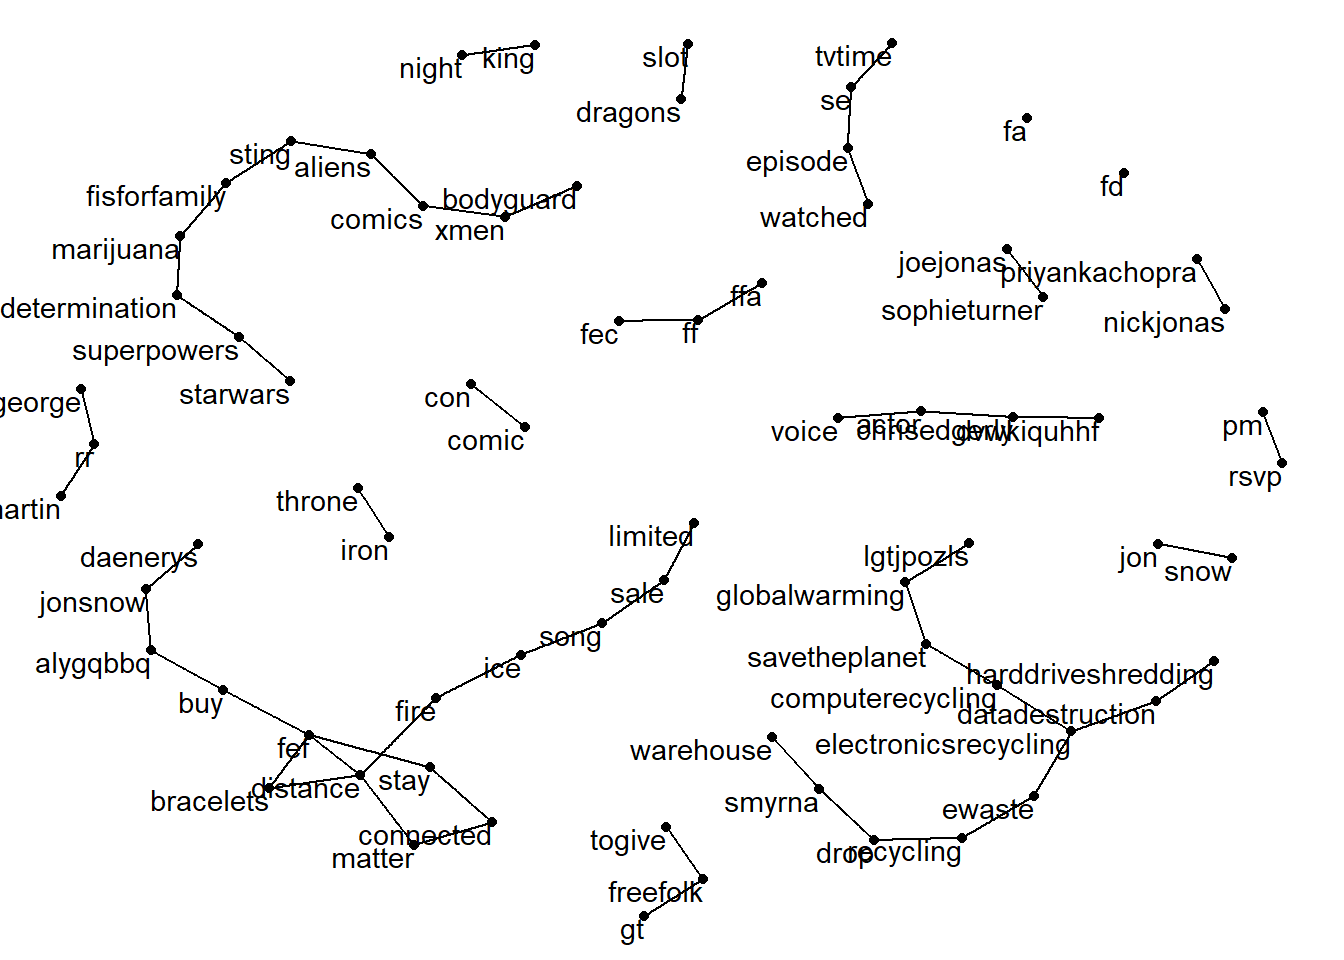 night
king
slot
dragons
tvtime
se
episode
watched
fa
fd
sting
aliens
fisforfamily
comics
bodyguard
xmen
marijuana
determination
superpowers
starwars
joejonas
priyankachopra
sophieturner
nickjonas
ffa
fec
ff
george
rr
artin
con
comic
voice
actor
pm
rsvp
throne
iron
limited
sale
song
ice
fire
daenerys
jonsnow
alygqbbq
buy
fef
distance
bracelets
stay
connected
matter
lgtjpozls
globalwarming
savetheplanet
harddriveshredding
computerecycling
datadestruction
electronicsrecycling
jon
snow
warehouse
smyrna
ewaste
drop
recycling
togive
freefolk
gt